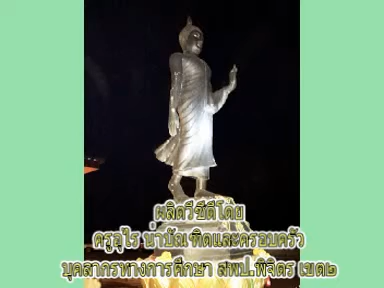 ผลิตวีซีดีโดย
ครูอุไร น่าบัณฑิตและครอบครัว
บุคลากรทางการศึกษา สพป.พิจิตร เขต๒